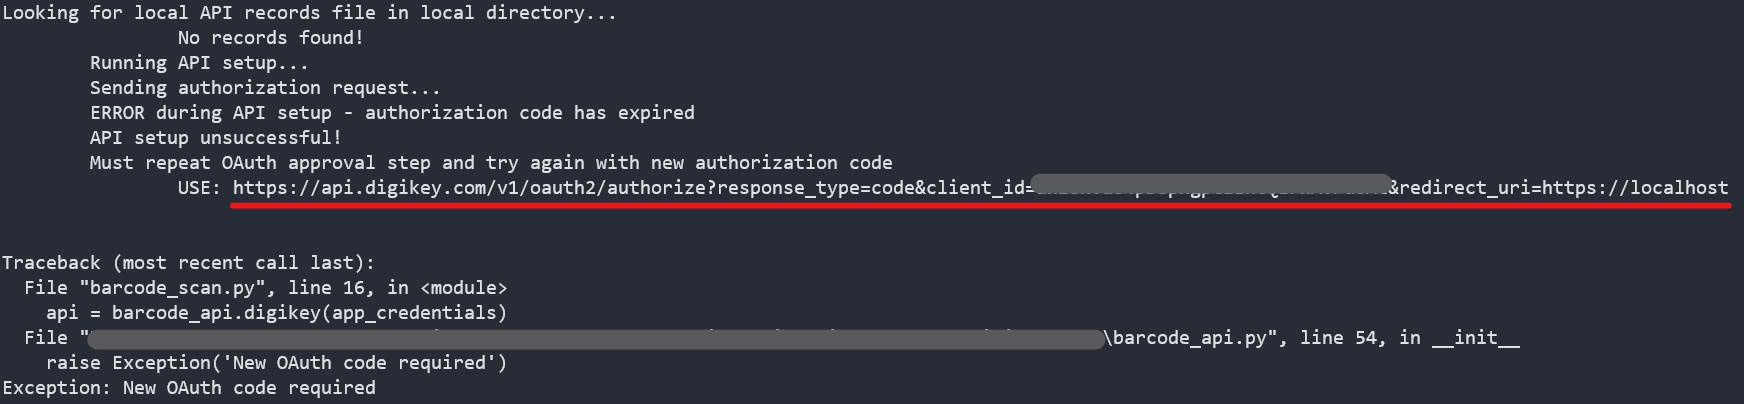 Looking for local API records file in local directory...
No records found!
Running API setup...
Sending authorization request...
ERROR during API setup - authorization code has expired
API setup unsuccessful!
Must repeat OAuth approval step and try again with new authorization code
USE: https://api.digikey.com/v1/oauth2/authorize?response_type=code&client_id=&redirect_uri=https://localhost
Traceback (most recent call last):
File "barcode_scan.py", line 16, in <module>
api = barcode_api.digikey(app_credentials)
File "\barcode_api.py", line 54, in __init__
raise Exception('New OAuth code required')
Exception: New OAuth code required